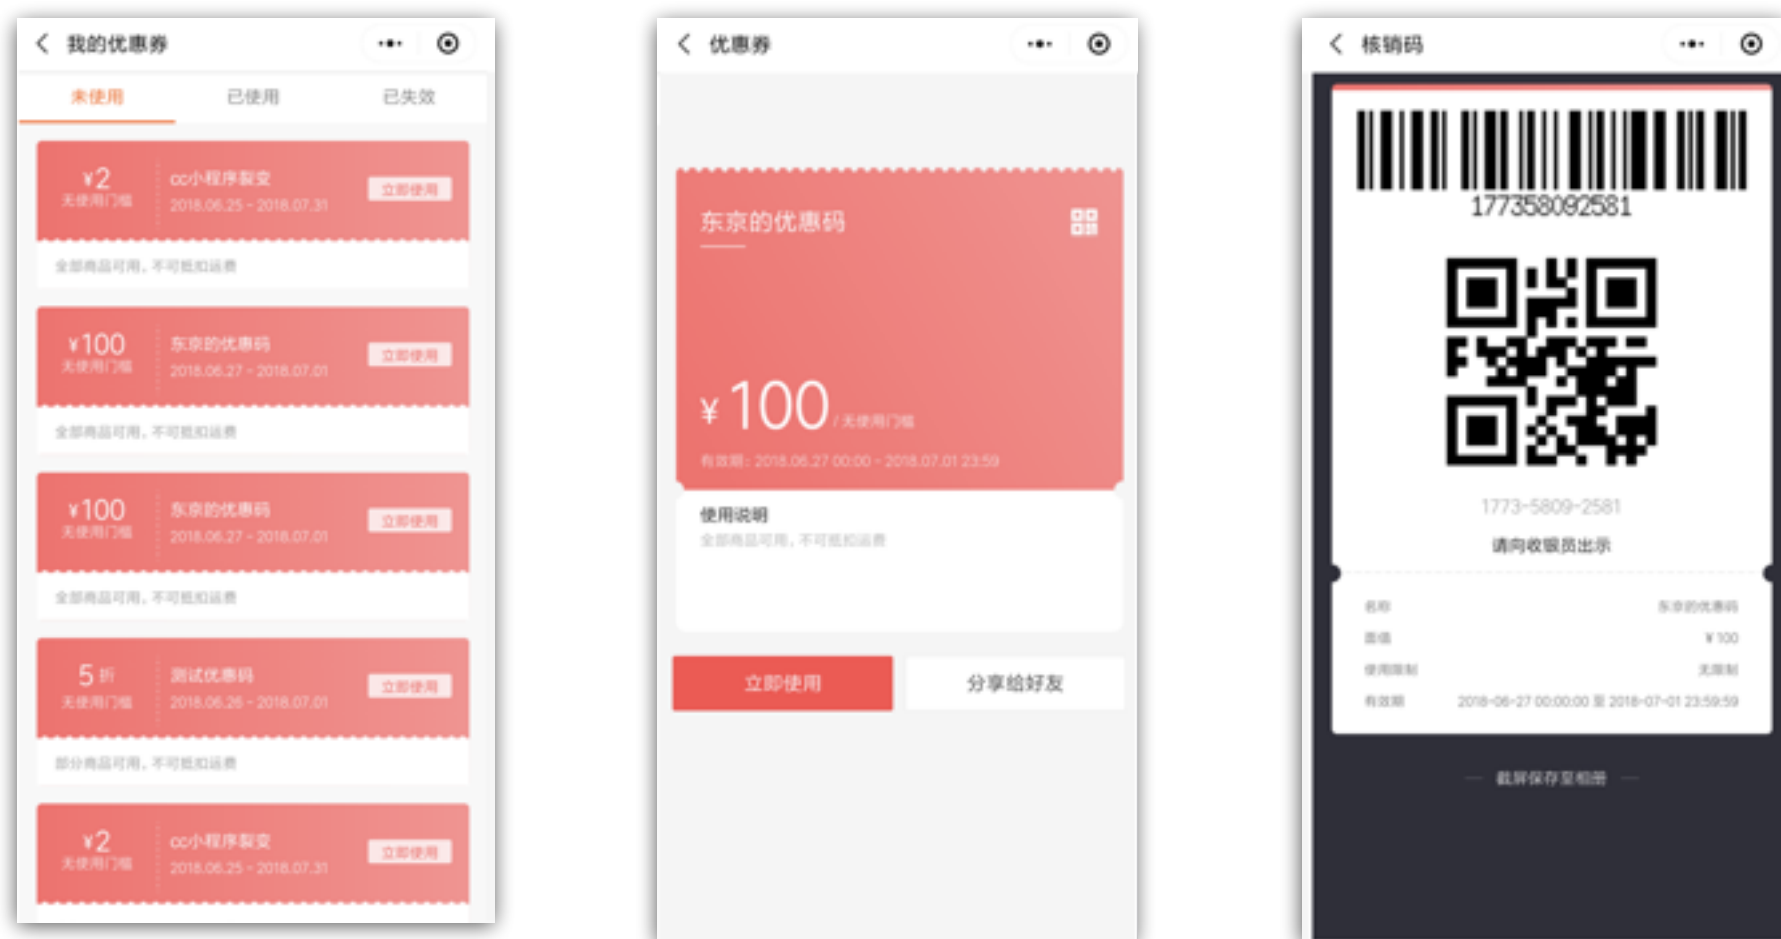 我的优惠券
未使用 已使用 已失效
¥2
无使用门槛
cc小程序裂变
2018.06.25 - 2018.07.31
立即使用
全部商品可用，不可抵扣运费
¥100
无使用门槛
东京的优惠码
2018.06.27 - 2018.07.01
立即使用
全部商品可用，不可抵扣运费
¥100
无使用门槛
东京的优惠码
2018.06.27 - 2018.07.01
立即使用
全部商品可用，不可抵扣运费
5 折
无使用门槛
测试优惠码
2018.06.26 - 2018.07.01
立即使用
部分商品可用，不可抵扣运费
¥2
无使用门槛
cc小程序裂变
2018.06.25 - 2018.07.31
立即使用
优惠券
东京的优惠码
¥ 100 / 无使用门槛
有效期：2018.06.27 00:00 - 2018.07.01 23:59
使用说明
全部商品可用，不可抵扣运费
立即使用 分享给好友
核销码
177358092581
1773-5809-2581
请向收银员出示
名称 东京的优惠码
面值 ¥ 100
使用限制 无限制
有效期 2018-06-27 00:00:00 至 2018-07-01 23:59:59
截屏保存至相册